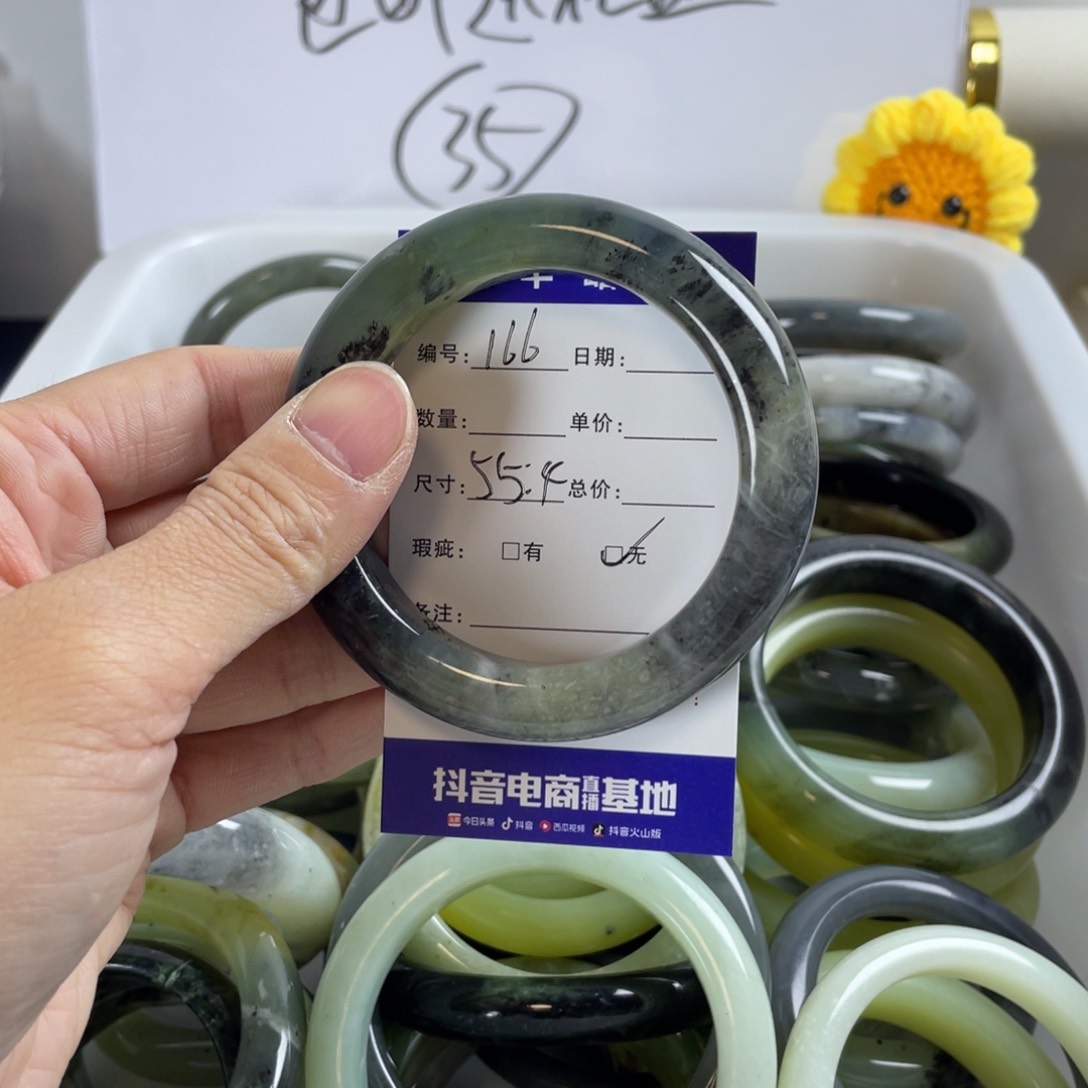 35
编号: 166 日期:
数量: 单价:
尺寸: 55.4 总价:
瑕疵: □有 ☑无
备注:
抖音电商直播基地
今日头条 抖音 西瓜视频 抖音火山版